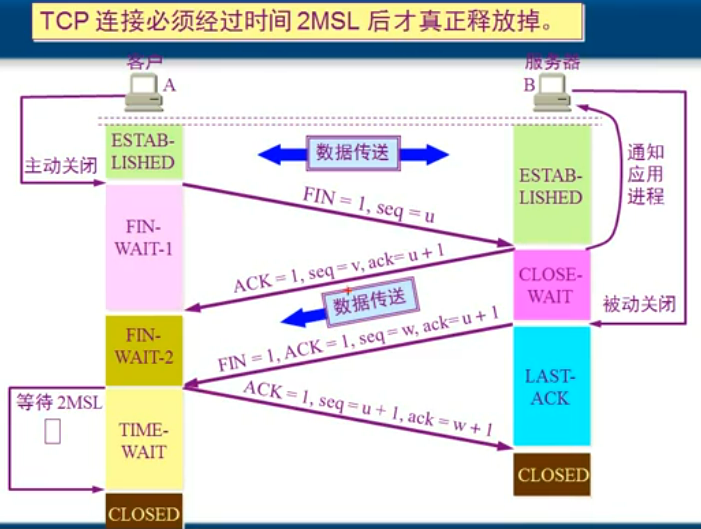 TCP 连接必须经过时间 2MSL 后才真正释放掉。
客户
A
服务器
B
主动关闭
ESTAB-
LISHED
数据传送
ESTAB-
LISHED
通知
应用
进程
FIN = 1, seq = u
FIN-
WAIT-1
ACK = 1, seq = v, ack= u + 1
CLOSE-
WAIT
数据传送
被动关闭
FIN-
WAIT-2
FIN = 1, ACK = 1, seq = w, ack= u + 1
LAST-
ACK
等待 2MSL
ACK = 1, seq = u + 1, ack = w + 1
TIME-
WAIT
CLOSED
CLOSED